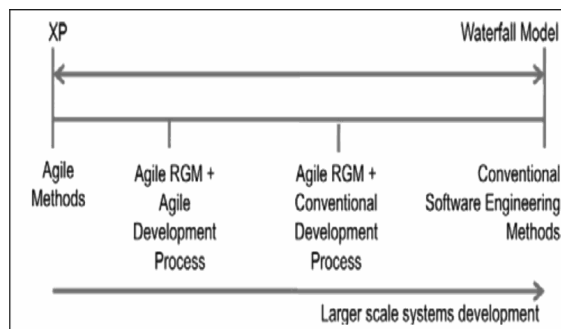 XP Waterfall Model
Agile
Methods
Agile RGM +
Agile
Development
Process
Agile RGM +
Conventional
Development
Process
Conventional
Software Engineering
Methods
Larger scale systems development